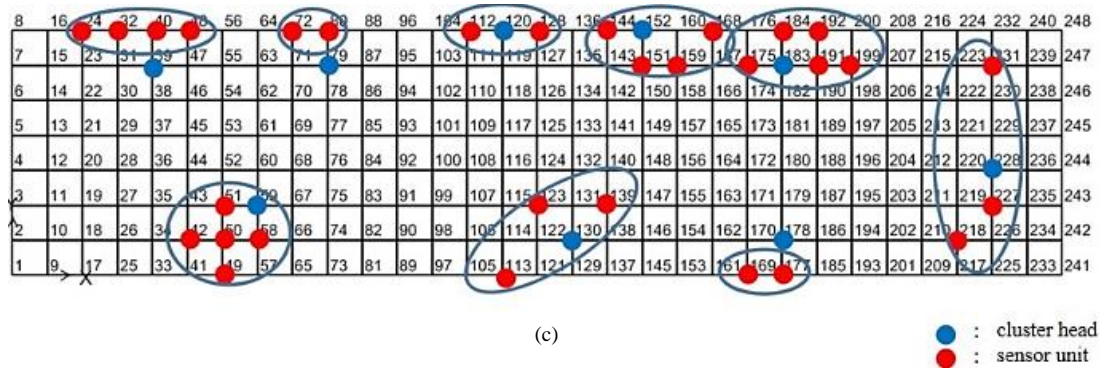 8 16 24 32 40 48 56 64 72 80 88 96 104 112 120 128 136 144 152 160 168 176 184 192 200 208 216 224 232 240 248
7 15 23 31 39 47 55 63 71 79 87 95 103 111 119 127 135 143 151 159 167 175 183 191 199 207 215 223 231 239 247
6 14 22 30 38 46 54 62 70 78 86 94 102 110 118 126 134 142 150 158 166 174 182 190 198 206 214 222 230 238 246
5 13 21 29 37 45 53 61 69 77 85 93 101 109 117 125 133 141 149 157 165 173 181 189 197 205 213 221 229 237 245
4 12 20 28 36 44 52 60 68 76 84 92 100 108 116 124 132 140 148 156 164 172 180 188 196 204 212 220 228 236 244
3 11 19 27 35 43 51 59 67 75 83 91 99 107 115 123 131 139 147 155 163 171 179 187 195 203 211 219 227 235 243
2 10 18 26 34 42 50 58 66 74 82 90 98 106 114 122 130 138 146 154 162 170 178 186 194 202 210 218 226 234 242
1 9 17 25 33 41 49 57 65 73 81 89 97 105 113 121 129 137 145 153 161 169 177 185 193 201 209 217 225 233 241
X
(c)
: cluster head
: sensor unit